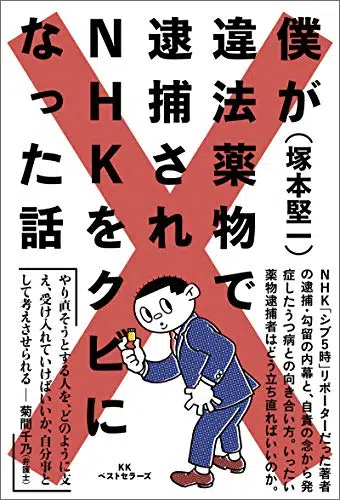 僕が(塚本堅一)
違法薬物で
逮捕され
NHKをクビに
なった話
NHK「シブ5時」リポーターだった著者
の逮捕・勾留の内幕と、自責の念から発
症したうつ病との向き合い方。いったい
薬物逮捕者はどう立ち直ればいいのか。
やり直そうとする人を、どのように支
え、受け入れていけばいいか、自分事と
して考えさせられる—菊間千乃(弁護士)
KK
ベストセラーズ